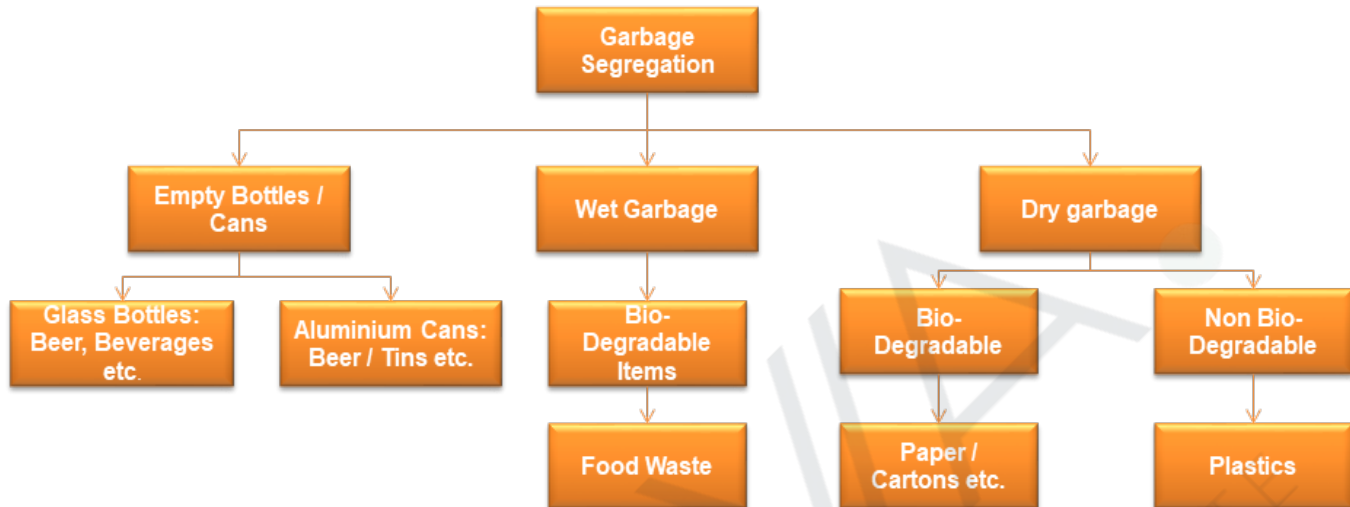 Garbage
Segregation
Empty Bottles /
Cans
Wet Garbage
Dry garbage
Glass Bottles:
Beer, Beverages
etc.
Aluminium Cans:
Beer / Tins etc.
Bio-
Degradable
Items
Bio-
Degradable
Non Bio-
Degradable
Food Waste
Paper /
Cartons etc.
Plastics